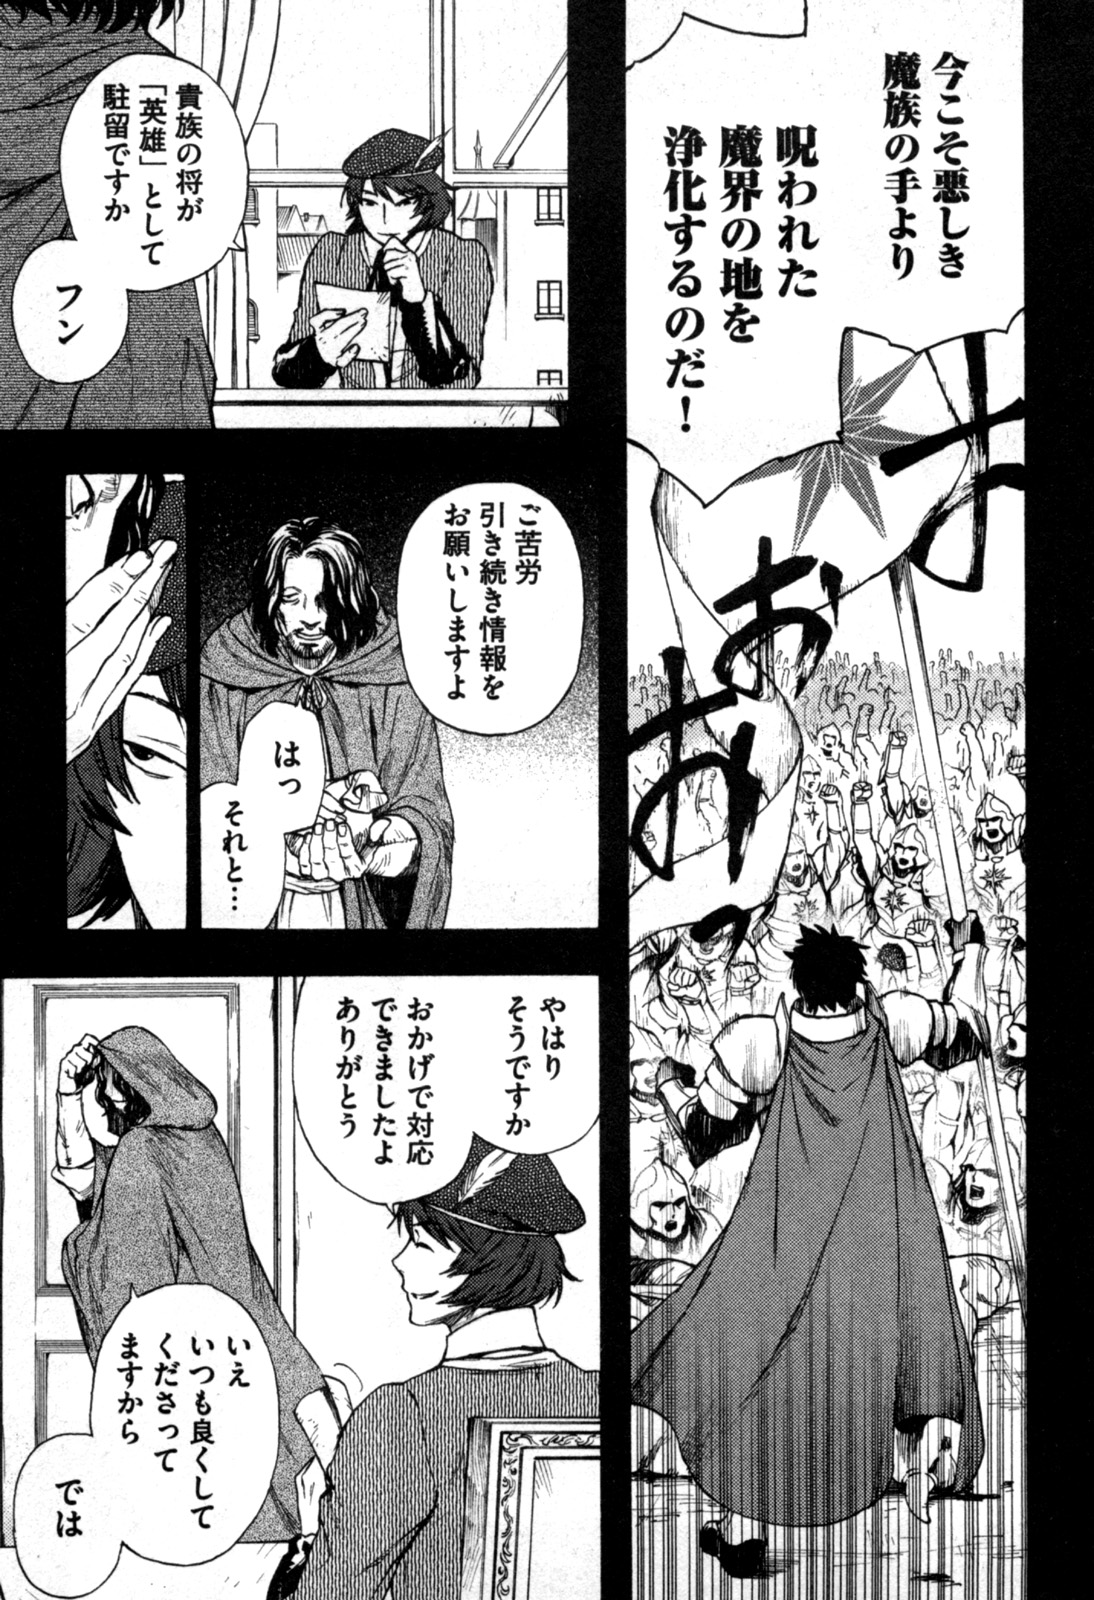 今こそ悪しき
魔族の手より
呪われた
魔界の地を
浄化するのだ！
おおおお
貴族の将が
「英雄」として
駐留ですか
フン
ご苦労
引き続き情報を
お願いしますよ
はっ
それと…
やはり
そうですか
おかげで対応
できましたよ
ありがとう
いえ
いつも良くして
くださって
ますから
では